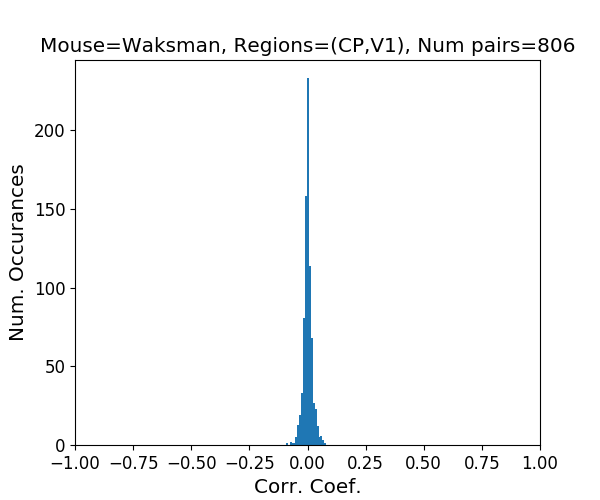 Mouse=Waksman, Regions=(CP,V1), Num pairs=806
Num. Occurances
200
150
100
50
0
−1.00 −0.75 −0.50 −0.25 0.00 0.25 0.50 0.75 1.00
Corr. Coef.